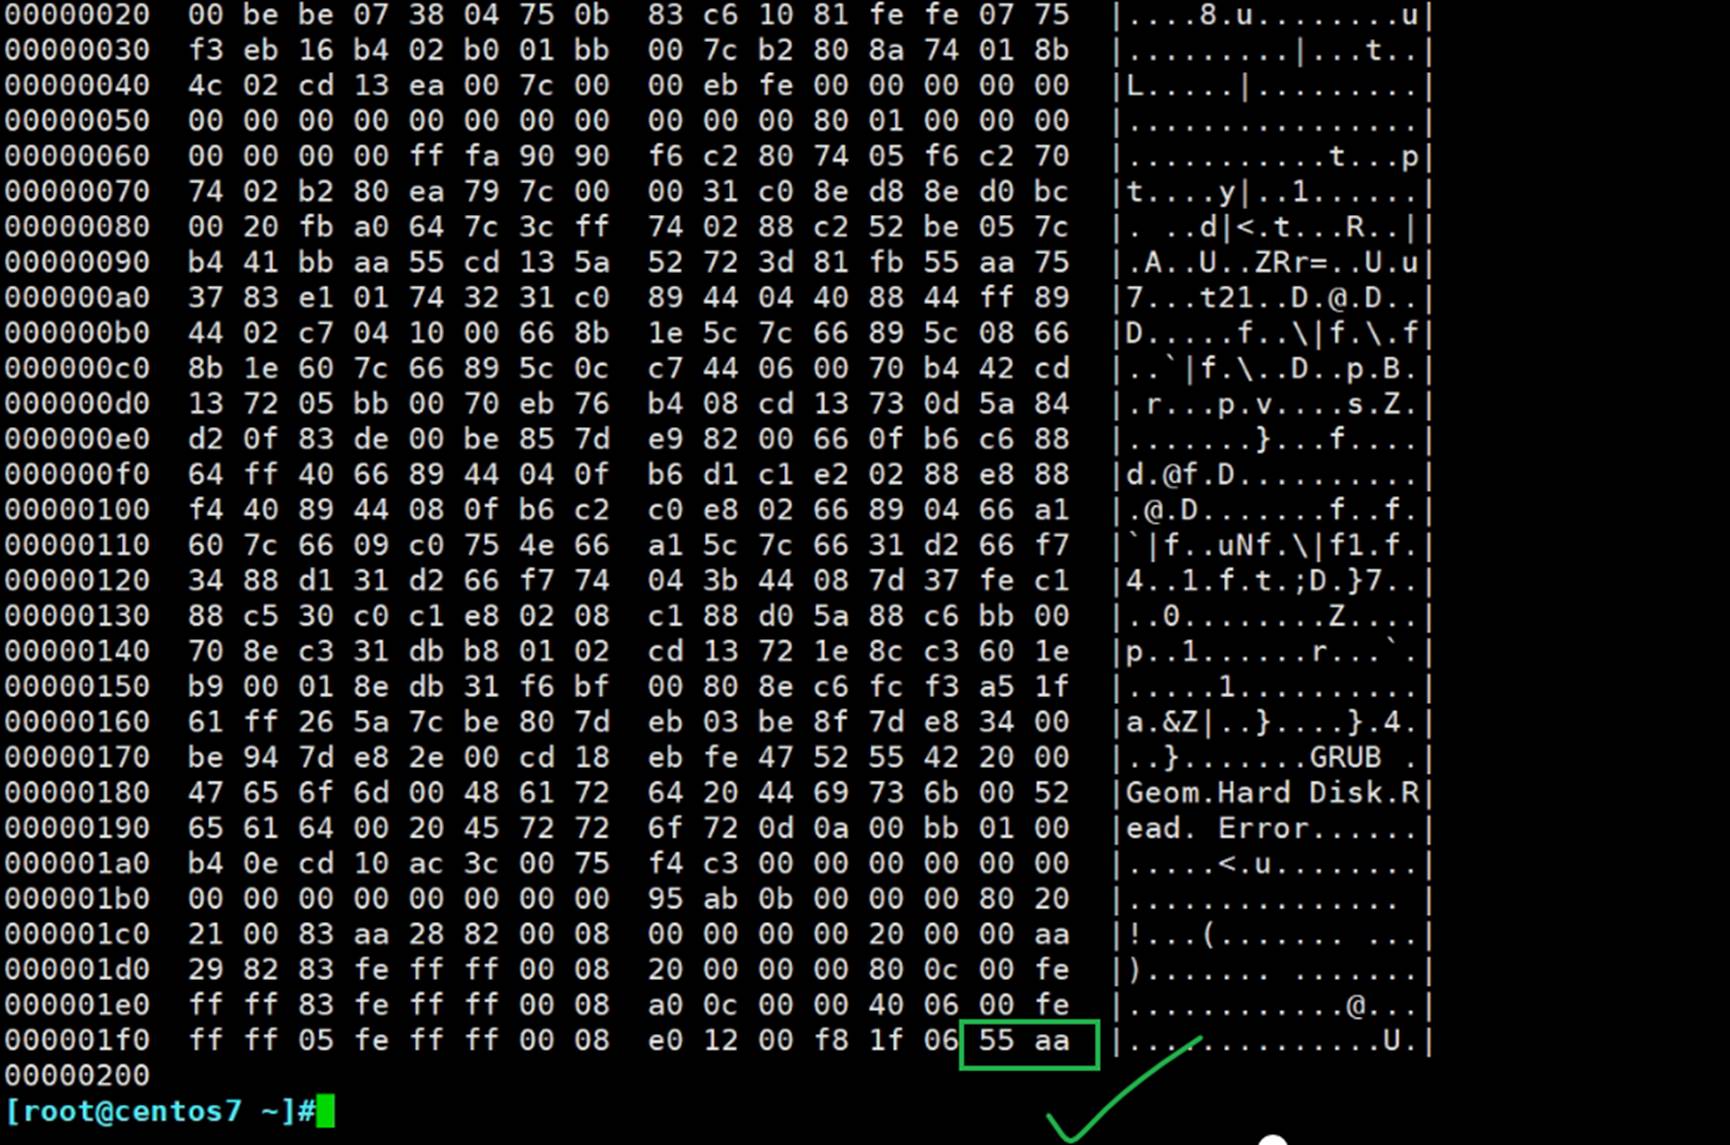 00000020  00 be be 07 38 04 75 0b  83 c6 10 81 fe fe 07 75  |....8.u........u|
00000030  f3 eb 16 b4 02 b0 01 bb  00 7c b2 80 8a 74 01 8b  |.........|...t..|
00000040  4c 02 cd 13 ea 00 7c 00  00 eb fe 00 00 00 00 00  |L.....|.........|
00000050  00 00 00 00 00 00 00 00  00 00 00 80 01 00 00 00  |................|
00000060  00 00 00 00 ff fa 90 90  f6 c2 80 74 05 f6 c2 70  |...........t...p|
00000070  74 02 b2 80 ea 79 7c 00  00 31 c0 8e d8 8e d0 bc  |t....y|..1......|
00000080  00 20 fb a0 64 7c 3c ff  74 02 88 c2 52 be 05 7c  |. ..d|<.t...R..||
00000090  b4 41 bb aa 55 cd 13 5a  52 72 3d 81 fb 55 aa 75  |.A..U..ZRr=..U.u|
000000a0  37 83 e1 01 74 32 31 c0  89 44 04 40 88 44 ff 89  |7...t21..D.@.D..|
000000b0  44 02 c7 04 10 00 66 8b  1e 5c 7c 66 89 5c 08 66  |D.....f..\|f.\.f|
000000c0  8b 1e 60 7c 66 89 5c 0c  c7 44 06 00 70 b4 42 cd  |..`|f.\..D..p.B.|
000000d0  13 72 05 bb 00 70 eb 76  b4 08 cd 13 73 0d 5a 84  |.r...p.v....s.Z.|
000000e0  d2 0f 83 de 00 be 85 7d  e9 82 00 66 0f b6 c6 88  |.......}...f....|
000000f0  64 ff 40 66 89 44 04 0f  b6 d1 c1 e2 02 88 e8 88  |d.@f.D..........|
00000100  f4 40 89 44 08 0f b6 c2  c0 e8 02 66 89 04 66 a1  |.@.D.......f..f.|
00000110  60 7c 66 09 c0 75 4e 66  a1 5c 7c 66 31 d2 66 f7  |`|f..uNf.\|f1.f.|
00000120  34 88 d1 31 d2 66 f7 74  04 3b 44 08 7d 37 fe c1  |4..1.f.t.;D.}7..|
00000130  88 c5 30 c0 c1 e8 02 08  c1 88 d0 5a 88 c6 bb 00  |..0........Z....|
00000140  70 8e c3 31 db b8 01 02  cd 13 72 1e 8c c3 60 1e  |p..1......r...`.|
00000150  b9 00 01 8e db 31 f6 bf  00 80 8e c6 fc f3 a5 1f  |.....1..........|
00000160  61 ff 26 5a 7c be 80 7d  eb 03 be 8f 7d e8 34 00  |a.&Z|..}....}.4.|
00000170  be 94 7d e8 2e 00 cd 18  eb fe 47 52 55 42 20 00  |..}.......GRUB .|
00000180  47 65 6f 6d 00 48 61 72  64 20 44 69 73 6b 00 52  |Geom.Hard Disk.R|
00000190  65 61 64 00 20 45 72 72  6f 72 0d 0a 00 bb 01 00  |ead. Error......|
000001a0  b4 0e cd 10 ac 3c 00 75  f4 c3 00 00 00 00 00 00  |.....<.u........|
000001b0  00 00 00 00 00 00 00 00  95 ab 0b 00 00 00 80 20  |............... |
000001c0  21 00 83 aa 28 82 00 08  00 00 00 00 20 00 00 aa  |!...(....... ...|
000001d0  29 82 83 fe ff ff 00 08  20 00 00 00 80 0c 00 fe  |)....... .......|
000001e0  ff ff 83 fe ff ff 00 08  a0 0c 00 00 40 06 00 fe  |............@...|
000001f0  ff ff 05 fe ff ff 00 08  e0 12 00 f8 1f 06 55 aa  |..............U.|
00000200
[root@centos7 ~]#